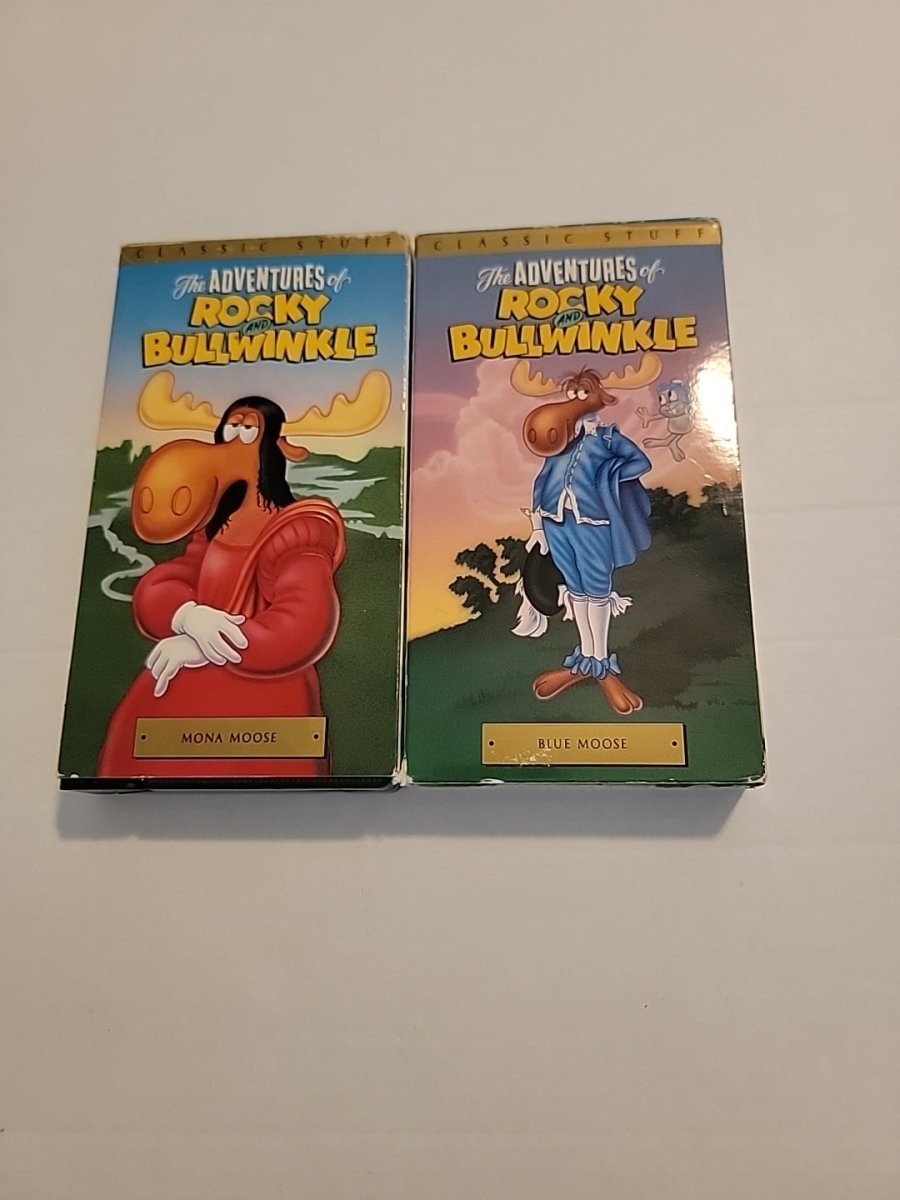 CLASSIC STUFF
The ADVENTURES of
ROCKY
AND
BULLWINKLE
MONA MOOSE
CLASSIC STUFF
The ADVENTURES of
ROCKY
AND
BULLWINKLE
BLUE MOOSE